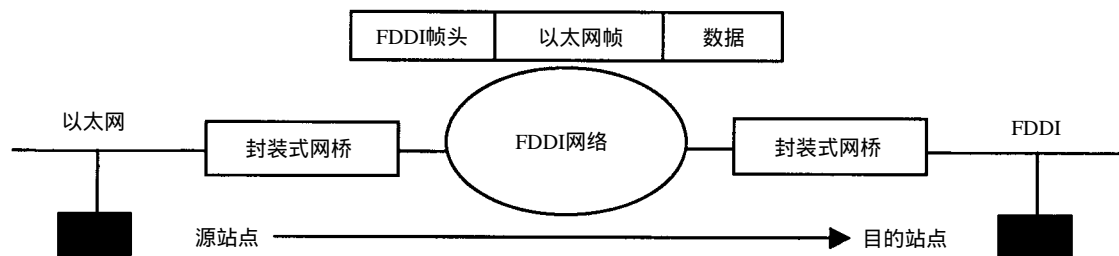 FDDI帧头 以太网帧 数据
以太网
封装式网桥
FDDI网络
封装式网桥
FDDI
源站点
目的站点